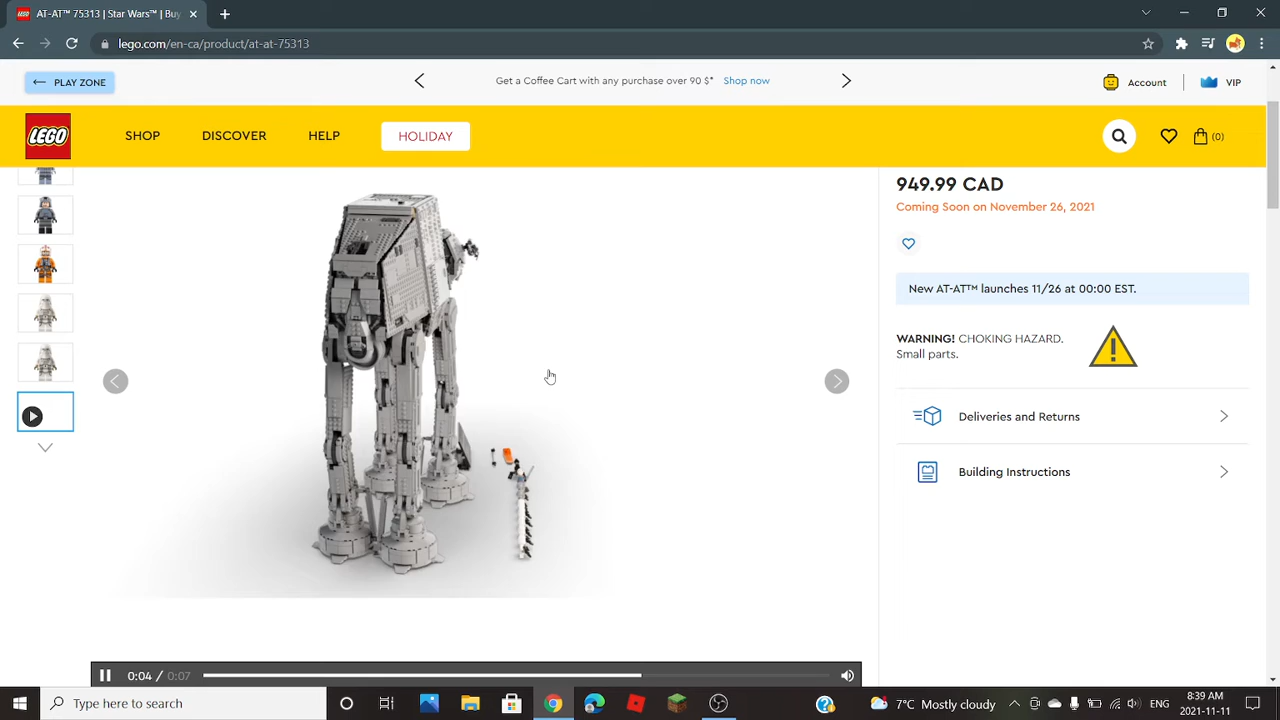 AT-AT™ 75313 | Star Wars™ | Buy
lego.com/en-ca/product/at-at-75313
PLAY ZONE
Get a Coffee Cart with any purchase over 90 $* Shop now
Account
VIP
LEGO
SHOP
DISCOVER
HELP
HOLIDAY
(0)
949.99 CAD
Coming Soon on November 26, 2021
New AT-AT™ launches 11/26 at 00:00 EST.
WARNING! CHOKING HAZARD.
Small parts.
Deliveries and Returns
Building Instructions
0:04 / 0:07
Type here to search
7°C Mostly cloudy
ENG
8:39 AM
2021-11-11